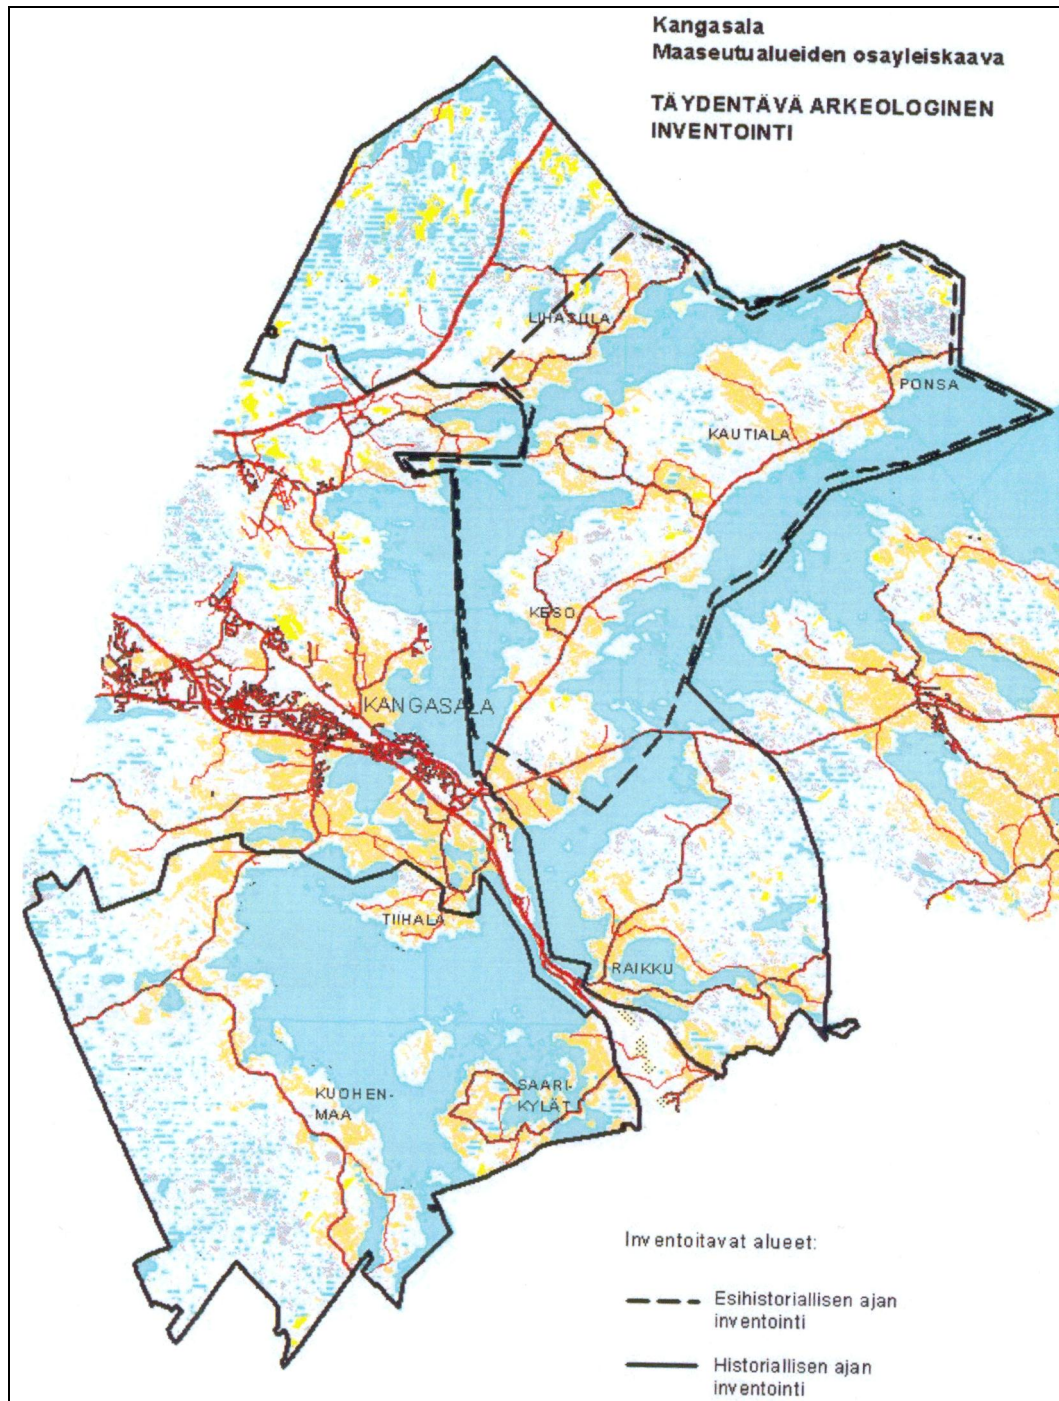 Kangasala
Maaseutualueiden osayleiskaava
TÄYDENTÄVÄ ARKEOLOGINEN
INVENTOINTI
LIHASULA
PONSA
KAUTIALA
KESO
KANGASALA
TIIHALA
RAIKKU
KUOHEN-
MAA
SAARI-
KYLÄT
Inventoitavat alueet:
Esihistoriallisen ajan
inventointi
Historiallisen ajan
inventointi